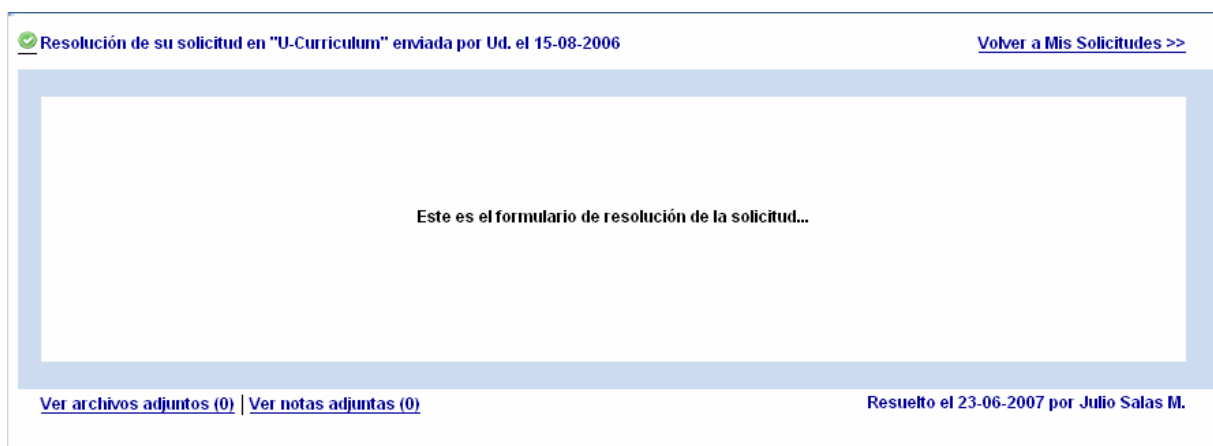 Resolución de su solicitud en "U-Curriculum" enviada por Ud. el 15-08-2006
Volver a Mis Solicitudes >>
Este es el formulario de resolución de la solicitud...
Ver archivos adjuntos (0) | Ver notas adjuntas (0)
Resuelto el 23-06-2007 por Julio Salas M.